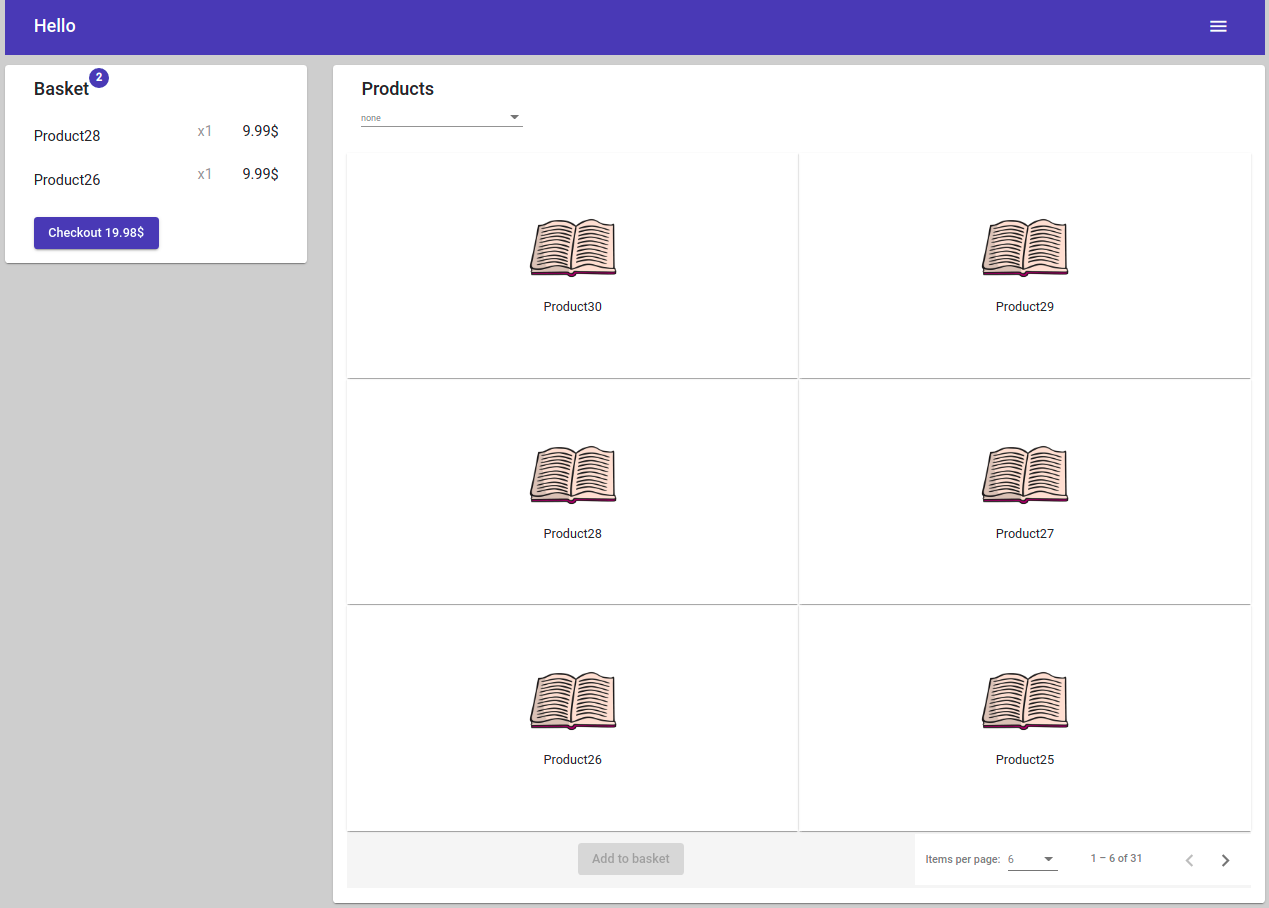 Hello
Basket 2
Product28 x1 9.99$
Product26 x1 9.99$
Checkout 19.98$
Products
none
Product30 Product29
Product28 Product27
Product26 Product25
Add to basket
Items per page: 6 1 – 6 of 31